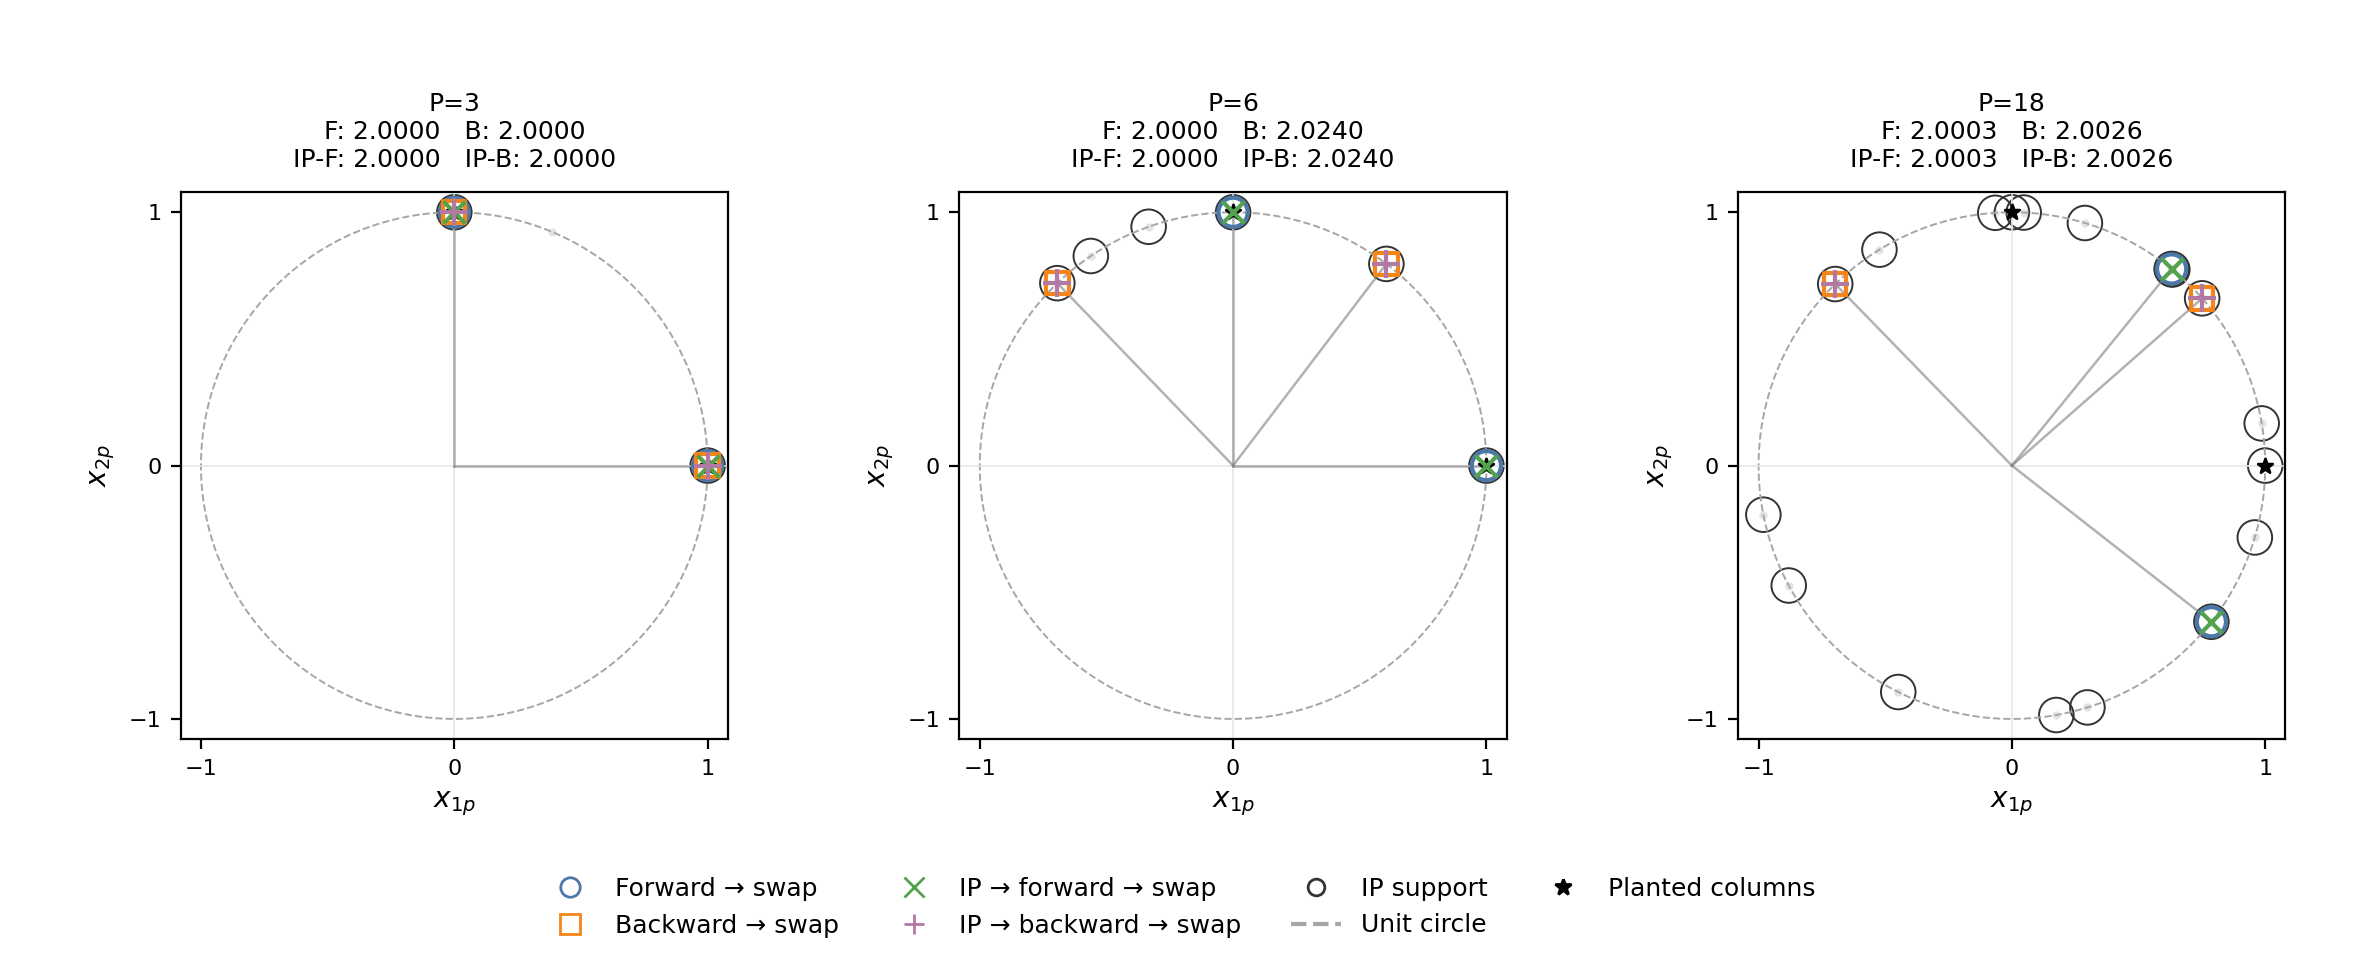 P=3
F: 2.0000   B: 2.0000
IP-F: 2.0000   IP-B: 2.0000
1
0
−1
−1
0
1
x₂ₚ
x₁ₚ
P=6
F: 2.0000   B: 2.0240
IP-F: 2.0000   IP-B: 2.0240
1
0
−1
−1
0
1
x₂ₚ
x₁ₚ
P=18
F: 2.0003   B: 2.0026
IP-F: 2.0003   IP-B: 2.0026
1
0
−1
−1
0
1
x₂ₚ
x₁ₚ
Forward → swap
Backward → swap
IP → forward → swap
IP → backward → swap
IP support
Unit circle
Planted columns